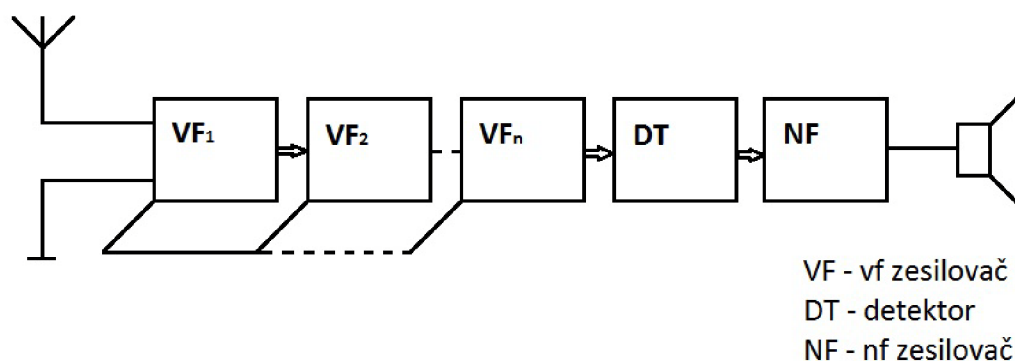 VF₁ VF₂ VFₙ DT NF
VF - vf zesilovač
DT - detektor
NF - nf zesilovač